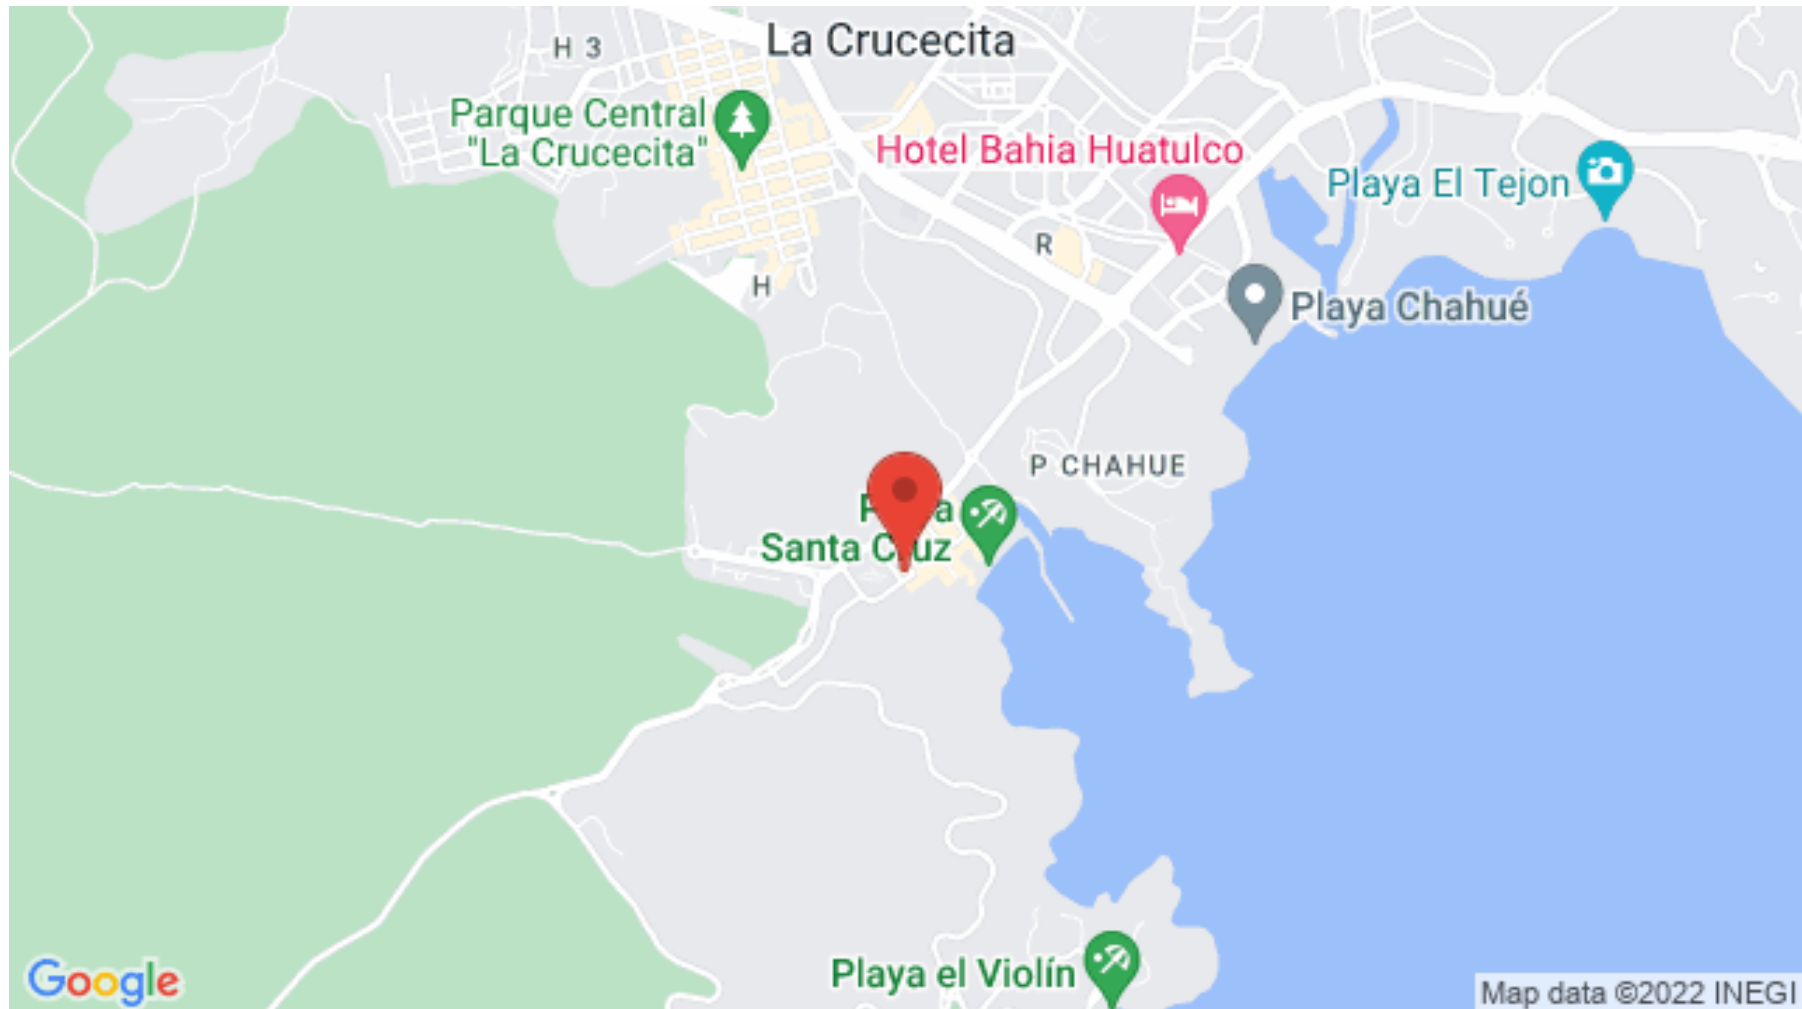 La Crucecita
H 3
Parque Central
"La Crucecita"
Hotel Bahia Huatulco
Playa El Tejon
R
H
Playa Chahué
P CHAHUE
Santa Cruz
Playa el Violín
Google
Map data ©2022 INEGI